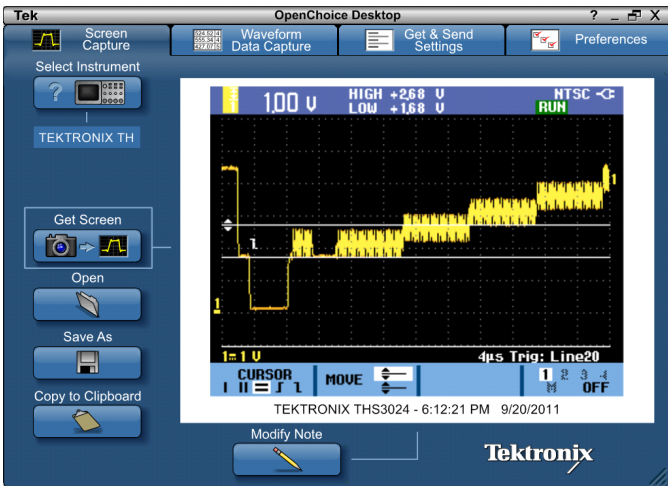 Tek
OpenChoice Desktop
? _ X
Screen
Capture
Waveform
Data Capture
Get & Send
Settings
Preferences
Select Instrument
?
TEKTRONIX TH
Get Screen
Open
Save As
Copy to Clipboard
1,00 V
HIGH +2,68 V
LOW +1,68 V
NTSC
RUN
1
1
1= 1 V
4µs Trig: Line20
CURSOR
MOVE
1 2 3 4
M OFF
TEKTRONIX THS3024 - 6:12:21 PM 9/20/2011
Modify Note
Tektronix